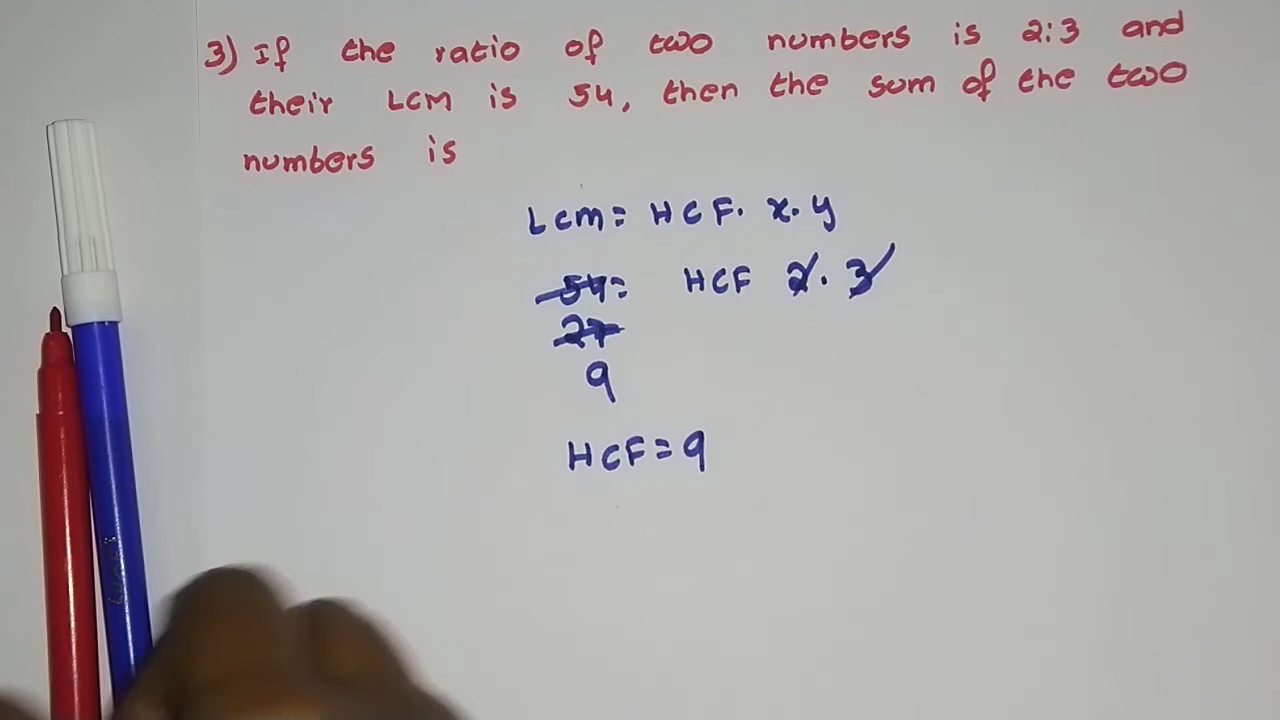 3) If the ratio of two numbers is 2:3 and
their LCM is 54, then the sum of the two
numbers is
Lcm = HCF. x. y
54 = HCF 2. 3
27
9
HCF = 9